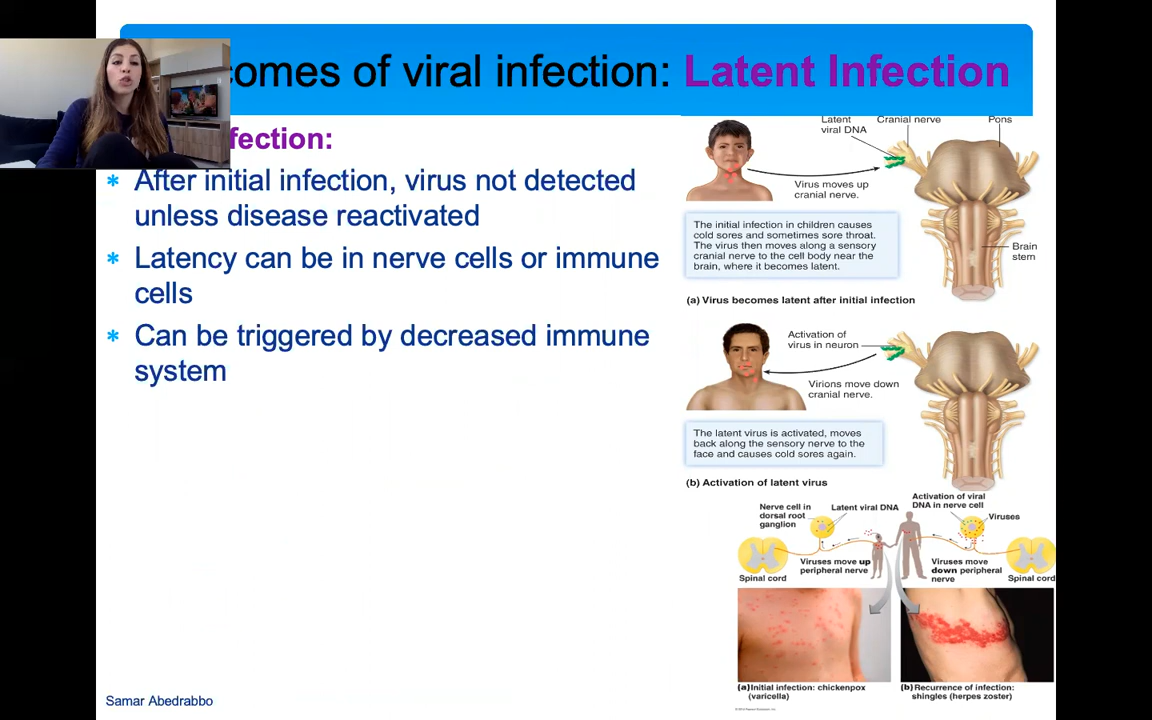 comes of viral infection: Latent Infection
fection:
* After initial infection, virus not detected
unless disease reactivated
* Latency can be in nerve cells or immune
cells
* Can be triggered by decreased immune
system
Latent
viral DNA
Cranial nerve
Pons
Virus moves up
cranial nerve.
The initial infection in children causes
cold sores and sometimes sore throat.
The virus then moves along a sensory
cranial nerve to the cell body near the
brain, where it becomes latent.
Brain
stem
(a) Virus becomes latent after initial infection
Activation of
virus in neuron
Virions move down
cranial nerve.
The latent virus is activated, moves
back along the sensory nerve to the
face and causes cold sores again.
(b) Activation of latent virus
Nerve cell in
dorsal root
ganglion
Latent viral DNA
Activation of viral
DNA in nerve cell
Viruses
Viruses move up
peripheral nerve
Viruses move
down peripheral
nerve
Spinal cord
Spinal cord
(a) Initial infection: chickenpox
(varicella)
(b) Recurrence of infection:
shingles (herpes zoster)
Samar Abedrabbo